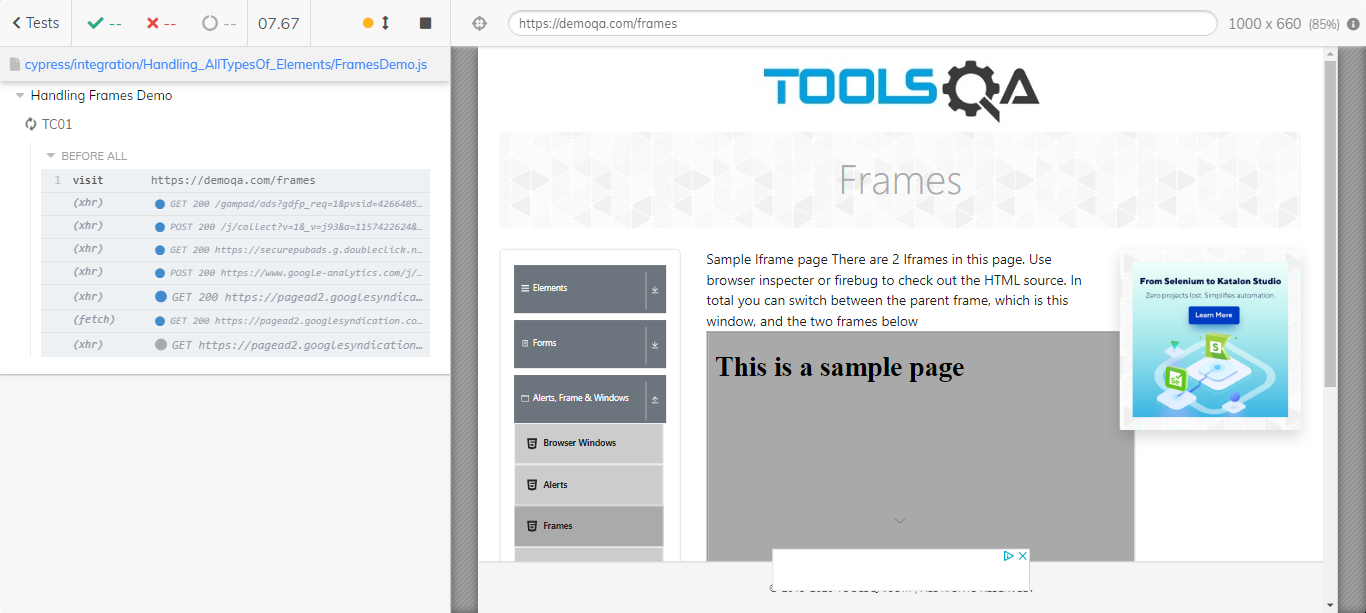 Tests
--
--
--
07.67
https://demoqa.com/frames
1000 x 660 (85%)
cypress/integration/Handling_AllTypesOf_Elements/FramesDemo.js
Handling Frames Demo
TC01
BEFORE ALL
1 visit https://demoqa.com/frames
(xhr) GET 200 /gampad/ads?gdfp_req=1&pvsid=4266405…
(xhr) POST 200 /j/collect?v=1&_v=j93&a=1157422624&…
(xhr) GET 200 https://securepubads.g.doubleclick.n…
(xhr) POST 200 https://www.google-analytics.com/j/…
(xhr) GET 200 https://pagead2.googlesyndica…
(fetch) GET 200 https://pagead2.googlesyndication.co…
(xhr) GET https://pagead2.googlesyndication…
TOOLSQA
Frames
Elements
Forms
Alerts, Frame & Windows
Browser Windows
Alerts
Frames
Sample Iframe page There are 2 Iframes in this page. Use
browser inspecter or firebug to check out the HTML source. In
total you can switch between the parent frame, which is this
window, and the two frames below
This is a sample page
From Selenium to Katalon Studio
Zero projects lost. Simplifies automation.
Learn More
S
Se